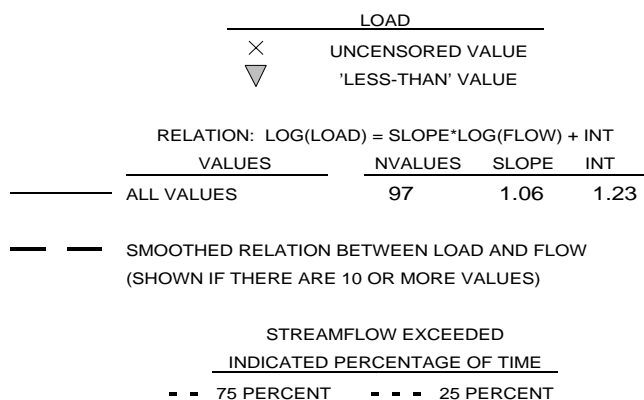 LOAD
UNCENSORED VALUE
'LESS-THAN' VALUE
RELATION: LOG(LOAD) = SLOPE*LOG(FLOW) + INT
VALUES NVALUES SLOPE INT
ALL VALUES 97 1.06 1.23
SMOOTHED RELATION BETWEEN LOAD AND FLOW
(SHOWN IF THERE ARE 10 OR MORE VALUES)
STREAMFLOW EXCEEDED
INDICATED PERCENTAGE OF TIME
75 PERCENT 25 PERCENT